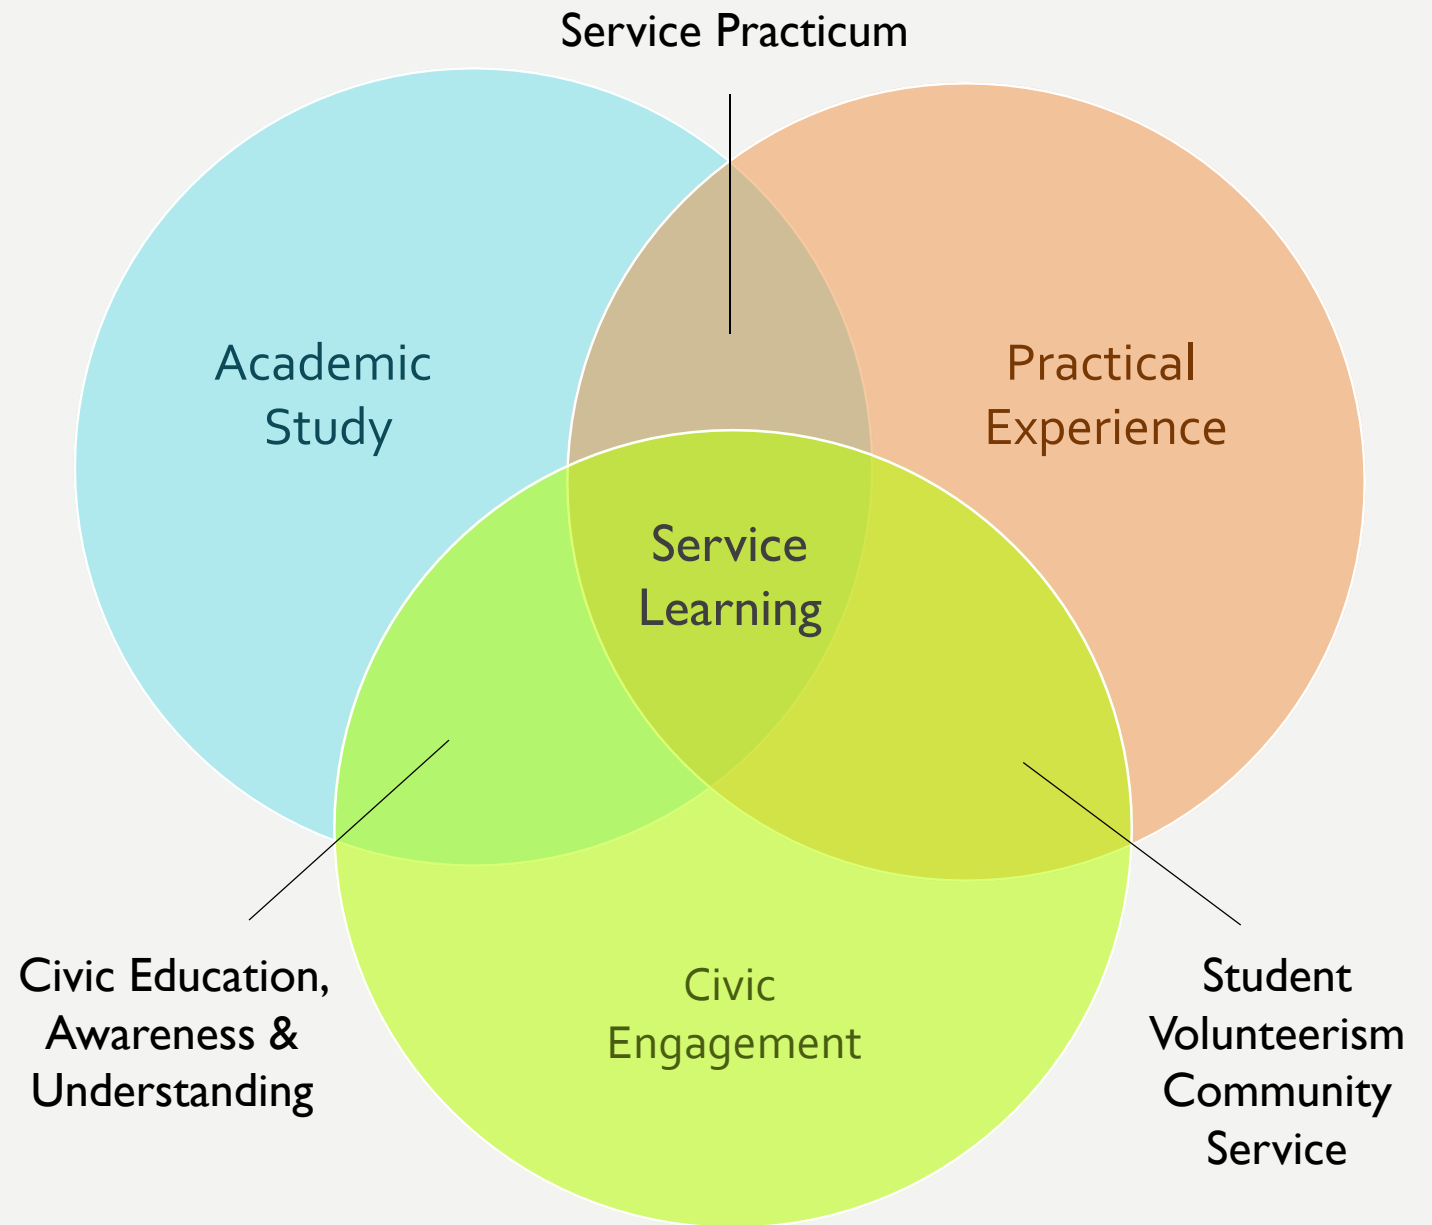 Service Practicum
Academic
Study
Practical
Experience
Service
Learning
Civic Education,
Awareness &
Understanding
Civic
Engagement
Student
Volunteerism
Community
Service